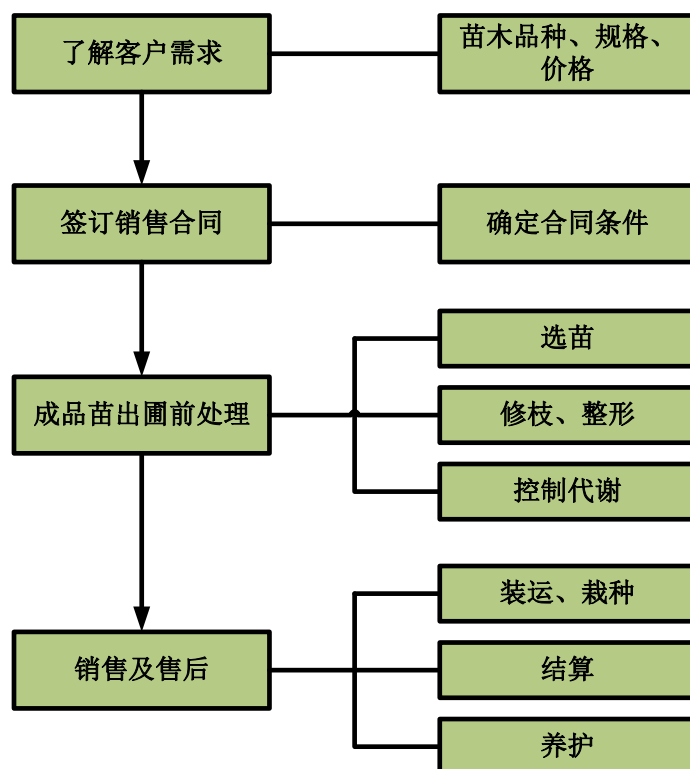 了解客户需求
苗木品种、规格、
价格
签订销售合同
确定合同条件
选苗
成品苗出圃前处理
修枝、整形
控制代谢
装运、栽种
销售及售后
结算
养护